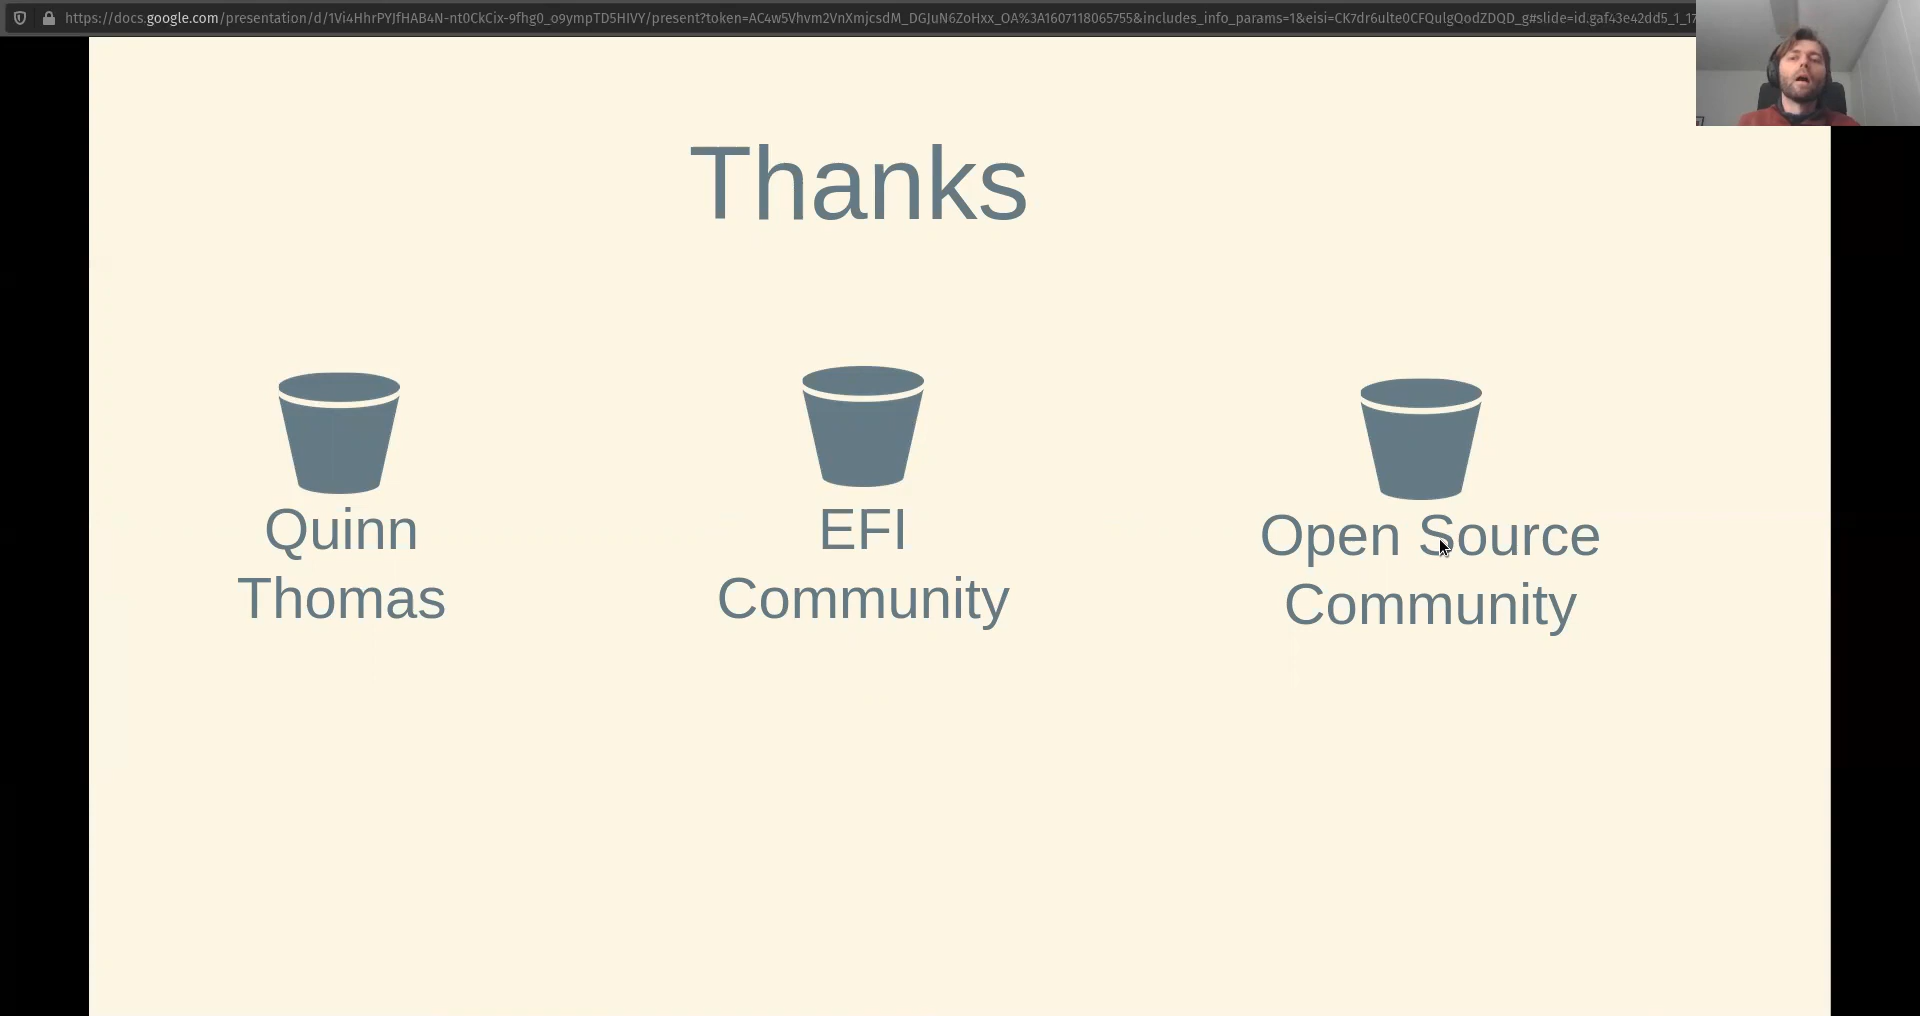 https://docs.google.com/presentation/d/1Vi4HhrPYJfHAB4N-nt0CkCix-9fhg0_o9ympTD5HIVY/present?token=AC4w5Vhvm2VnXmjcsdM_DGJuN6ZoHxx_OA%3A1607118065755&includes_info_params=1&eisi=CK7dr6ulte0CFQulgQodZDQD_g#slide=id.gaf43e42dd5_1_17
Thanks
Quinn
Thomas
EFI
Community
Open Source
Community